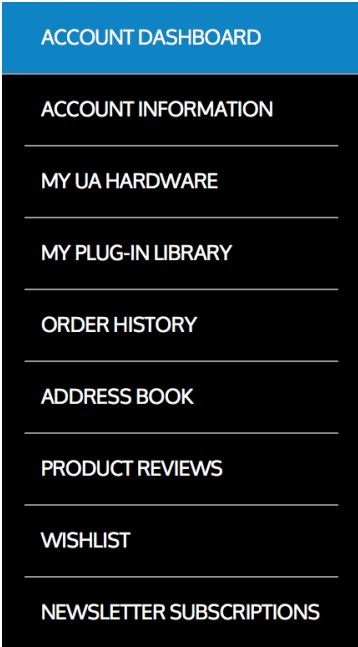 ACCOUNT DASHBOARD
ACCOUNT INFORMATION
MY UA HARDWARE
MY PLUG-IN LIBRARY
ORDER HISTORY
ADDRESS BOOK
PRODUCT REVIEWS
WISHLIST
NEWSLETTER SUBSCRIPTIONS